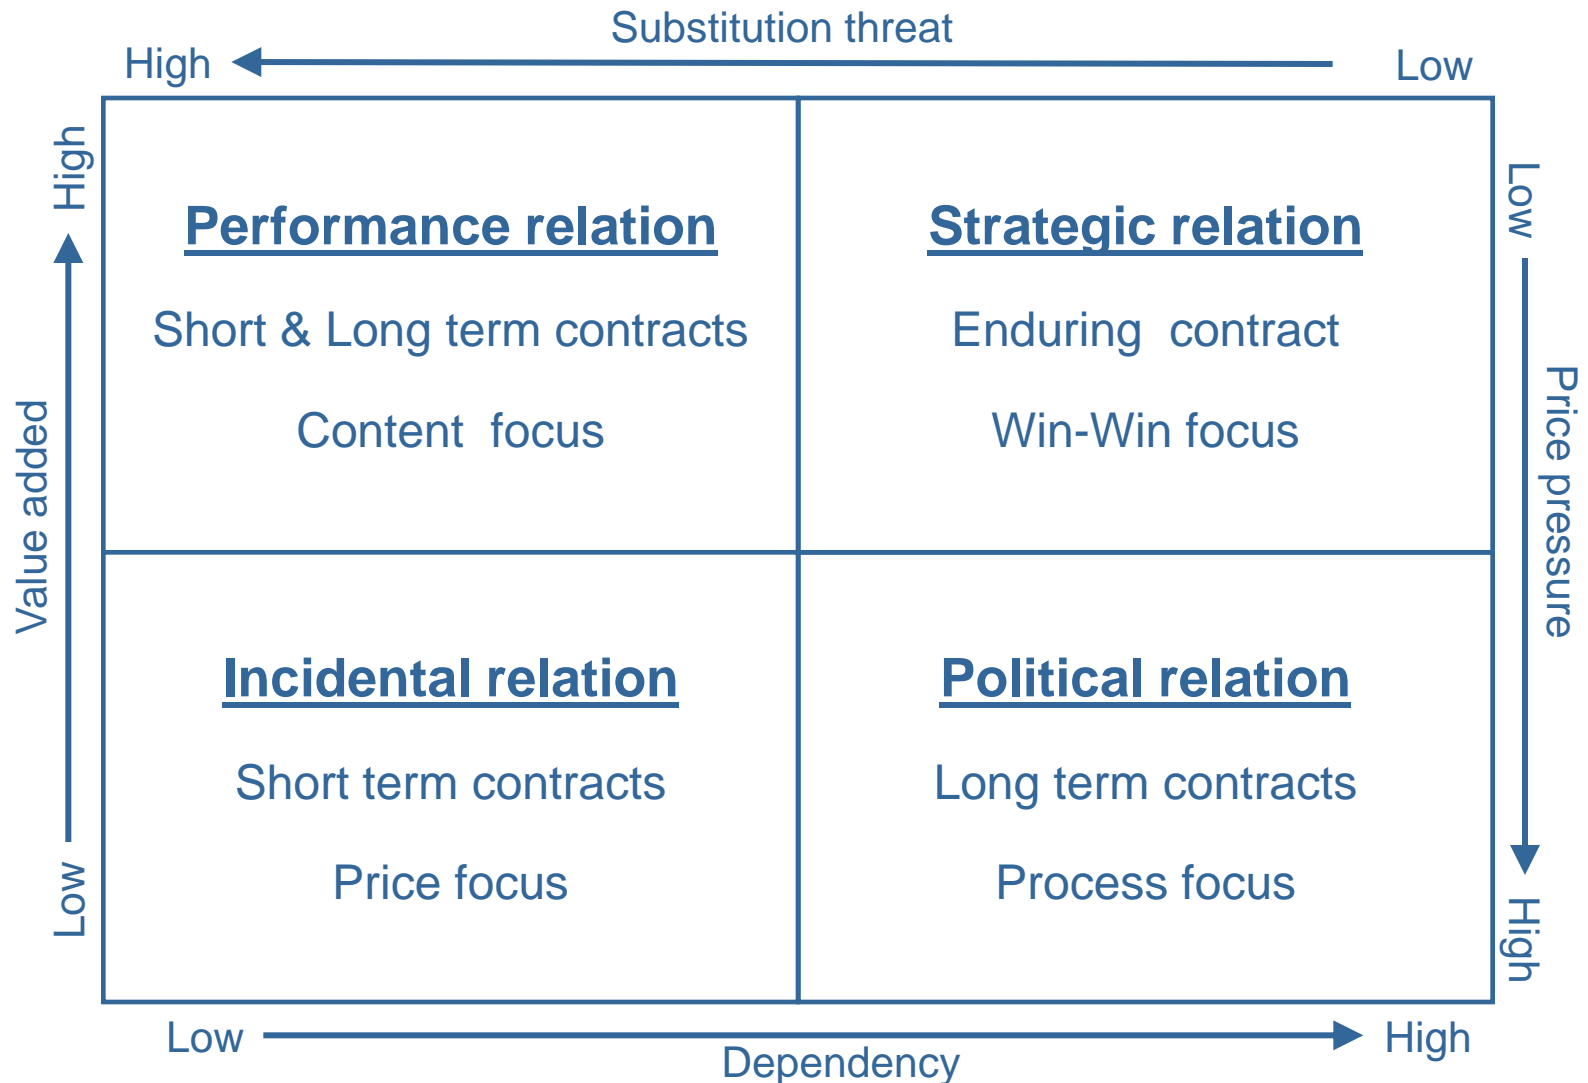 Substitution threat
High
Low
High
Value added
Low
Performance relation
Short & Long term contracts
Content focus
Strategic relation
Enduring contract
Win-Win focus
Incidental relation
Short term contracts
Price focus
Political relation
Long term contracts
Process focus
Low
Price pressure
High
Low
Dependency
High